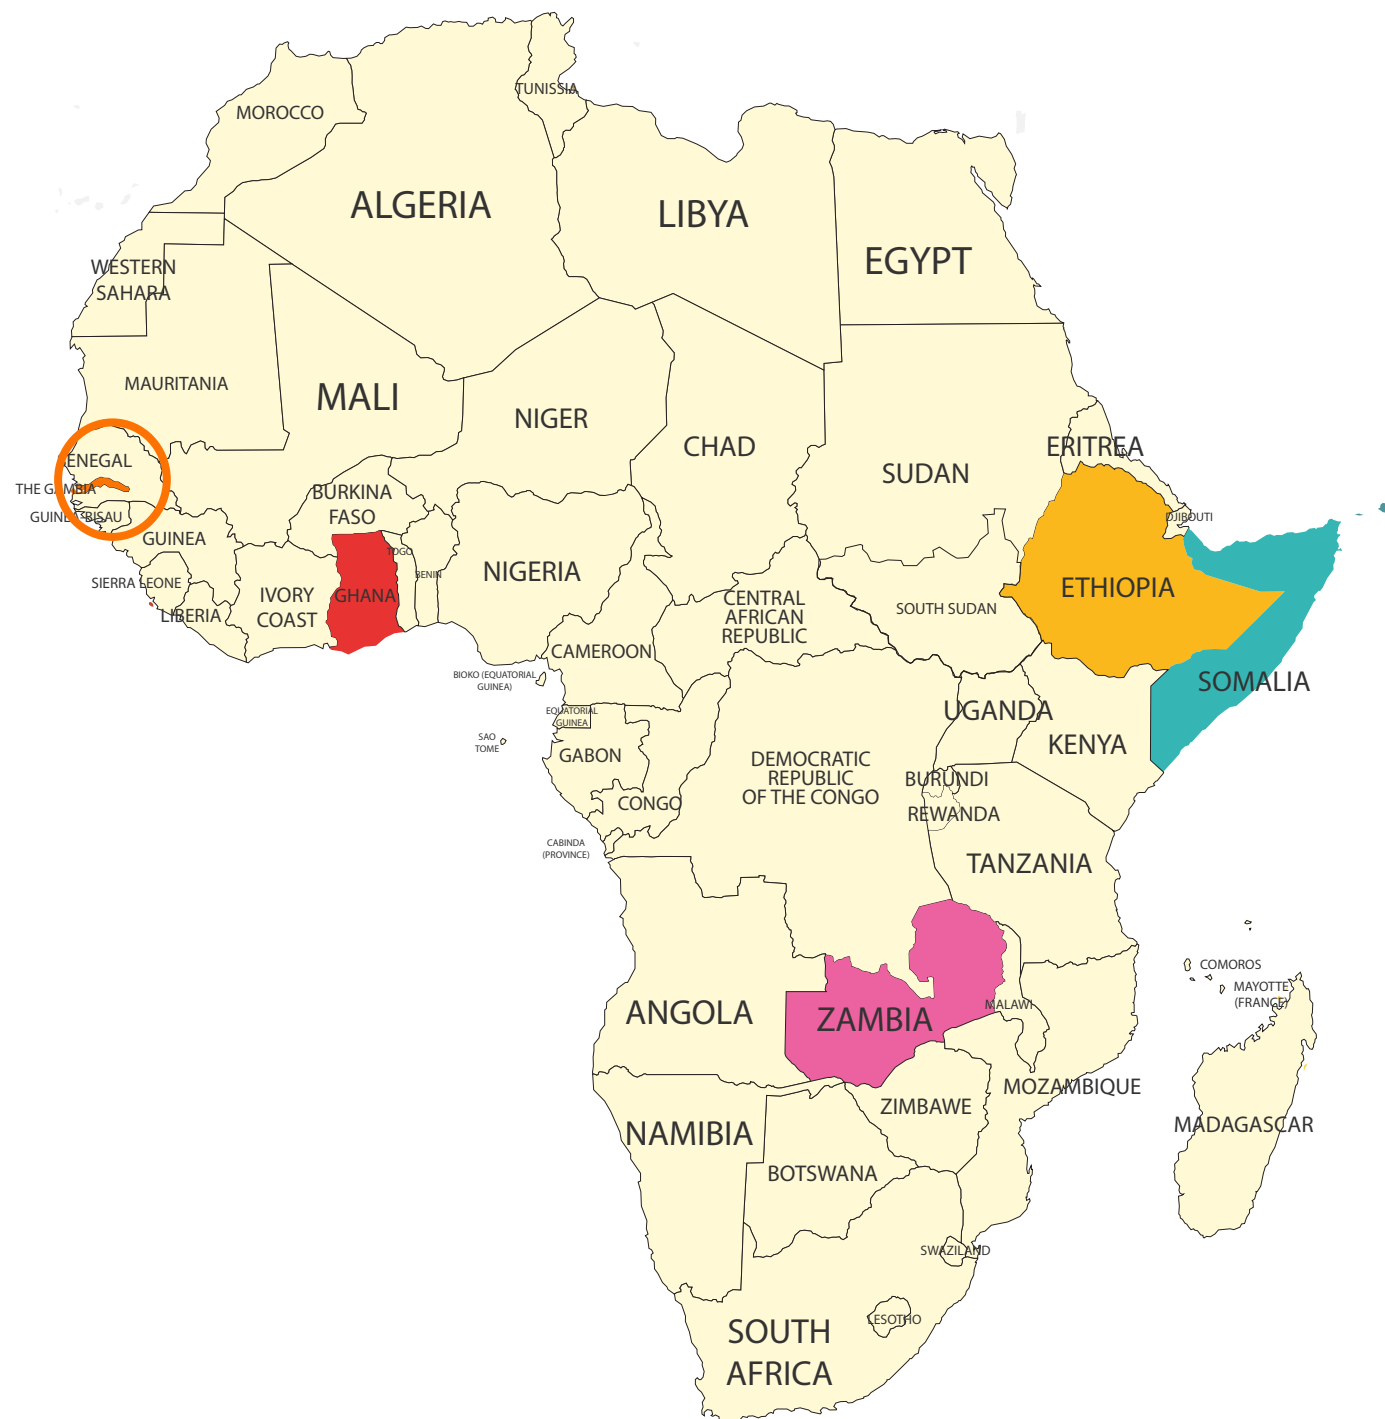 TUNISSIA
MOROCCO
ALGERIA
LIBYA
EGYPT
WESTERN
SAHARA
MAURITANIA
MALI
NIGER
CHAD
SUDAN
ERITREA
SENEGAL
THE GAMBIA
GUINEA-BISAU
BURKINA
FASO
DJIBOUTI
GUINEA
TOGO
BENIN
NIGERIA
SIERRA LEONE
IVORY
COAST
GHANA
LIBERIA
ETHIOPIA
CENTRAL
AFRICAN
REPUBLIC
SOUTH SUDAN
CAMEROON
BIOKO (EQUATORIAL
GUINEA)
SOMALIA
EQUATORIAL
GUINEA
UGANDA
SAO
TOME
GABON
KENYA
DEMOCRATIC
REPUBLIC
OF THE CONGO
BURUNDI
CONGO
REWANDA
CABINDA
(PROVINCE)
TANZANIA
COMOROS
MAYOTTE
(FRANCE)
ANGOLA
ZAMBIA
MALAWI
MOZAMBIQUE
ZIMBAWE
NAMIBIA
MADAGASCAR
BOTSWANA
SWAZILAND
LESOTHO
SOUTH
AFRICA